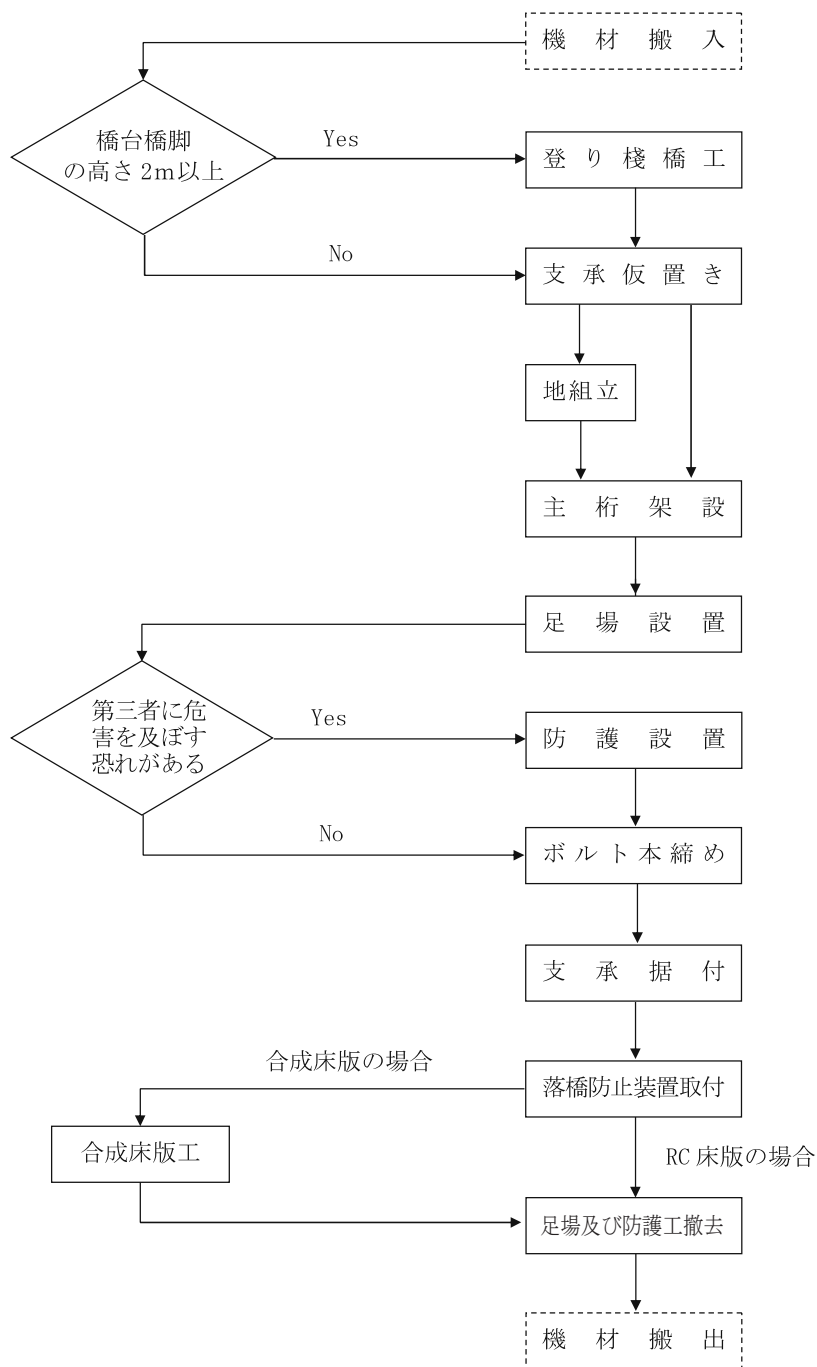 機材搬入
橋台橋脚
の高さ2m以上
Yes
登り棧橋工
No
支承仮置き
地組立
主桁架設
足場設置
第三者に危
害を及ぼす
恐れがある
Yes
防護設置
No
ボルト本締め
支承据付
合成床版の場合
落橋防止装置取付
合成床版工
RC床版の場合
足場及び防護工撤去
機材搬出